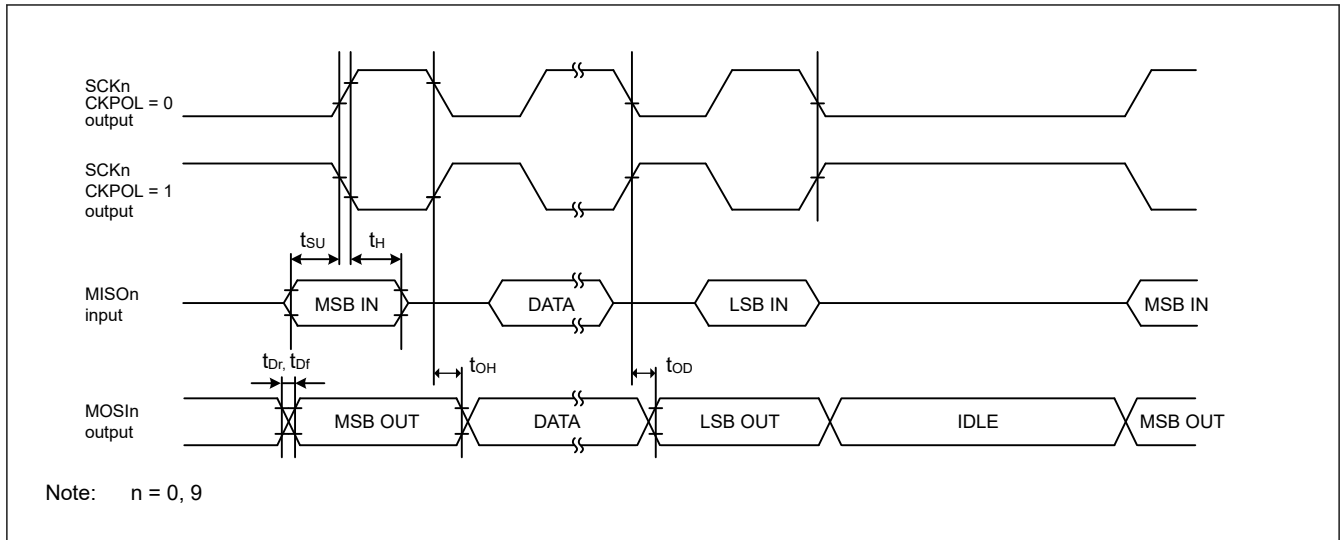 SCKn
CKPOL = 0
output
SCKn
CKPOL = 1
output
tSU
tH
MISOn
input
MSB IN
DATA
LSB IN
MSB IN
tDr, tDf
tOH
tOD
MOSIn
output
MSB OUT
DATA
LSB OUT
IDLE
MSB OUT
Note: n = 0, 9